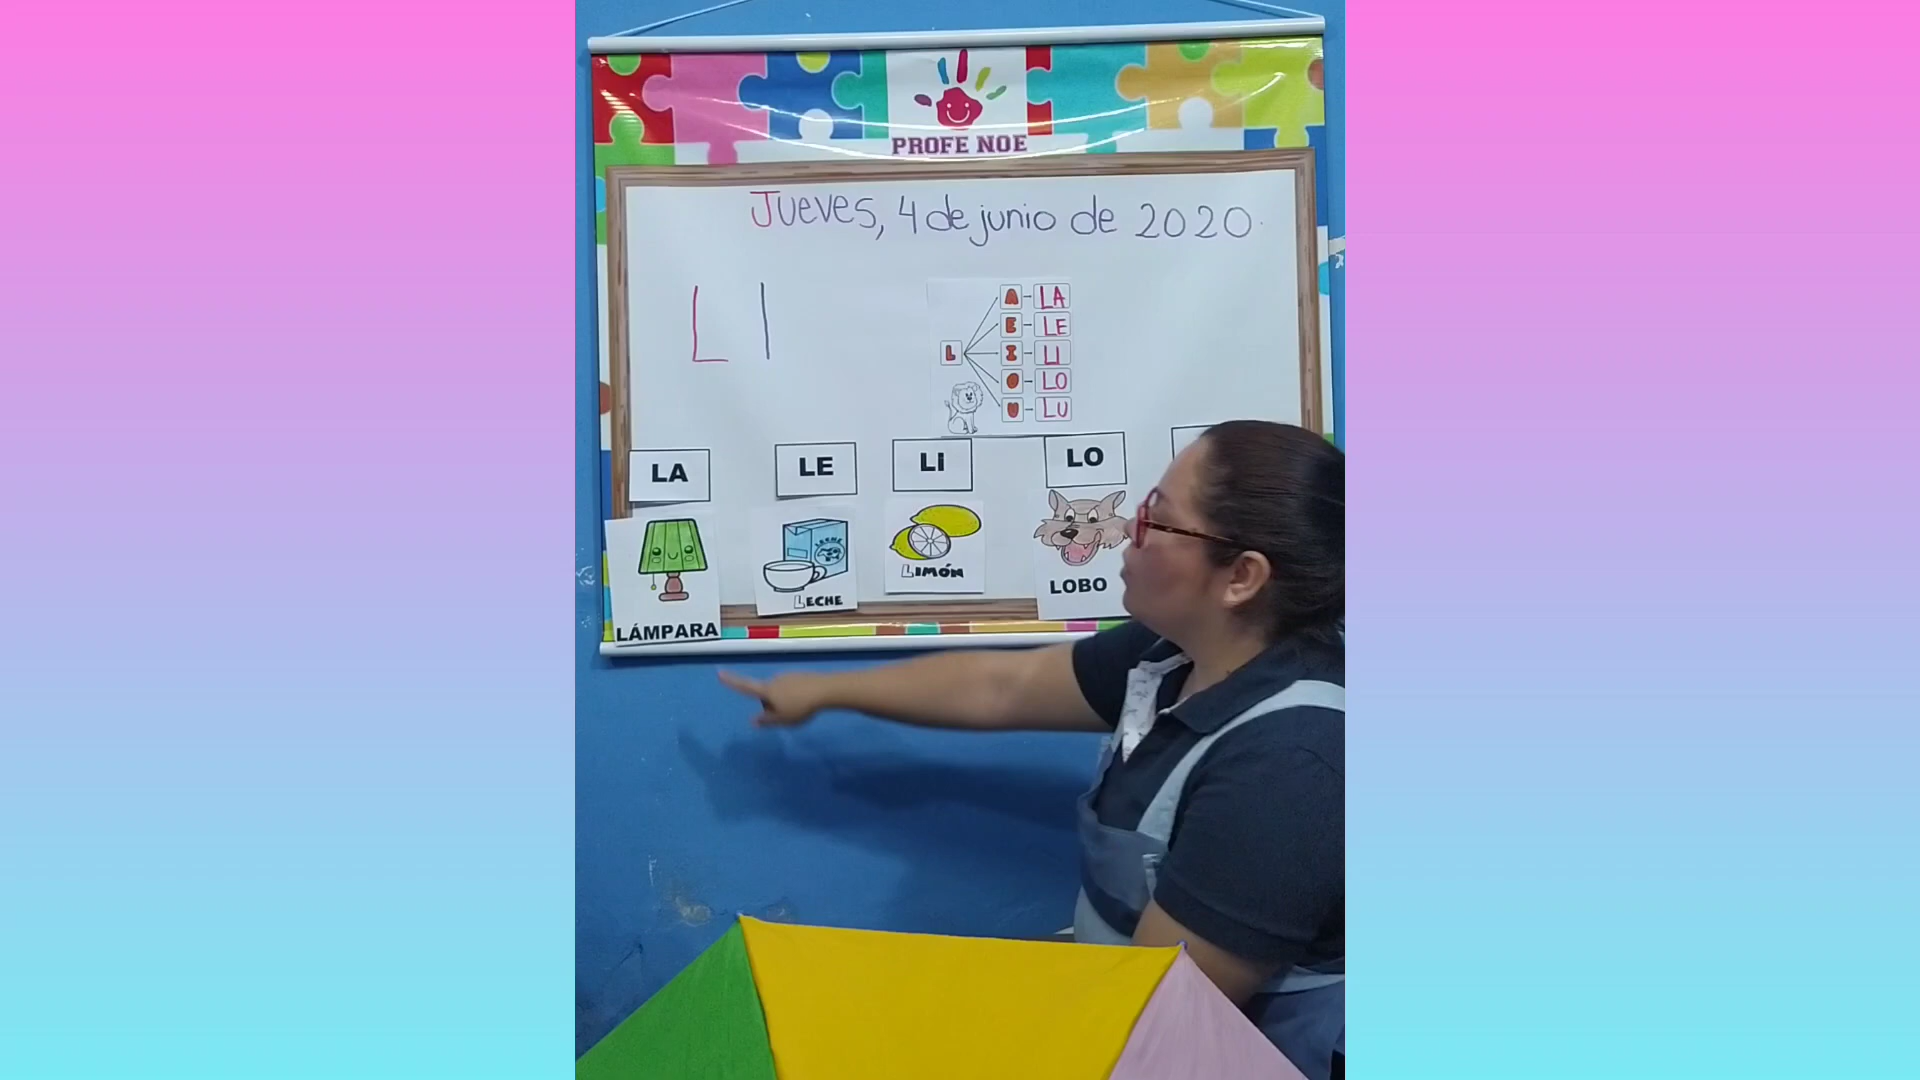 PROFE NOE
Jueves, 4 de junio de 2020.
L I
A - LA
E - LE
L I - LI
O - LO
U - LU
LA LE Li LO
LECHE
LIMÓN
LOBO
LECHE
LÁMPARA